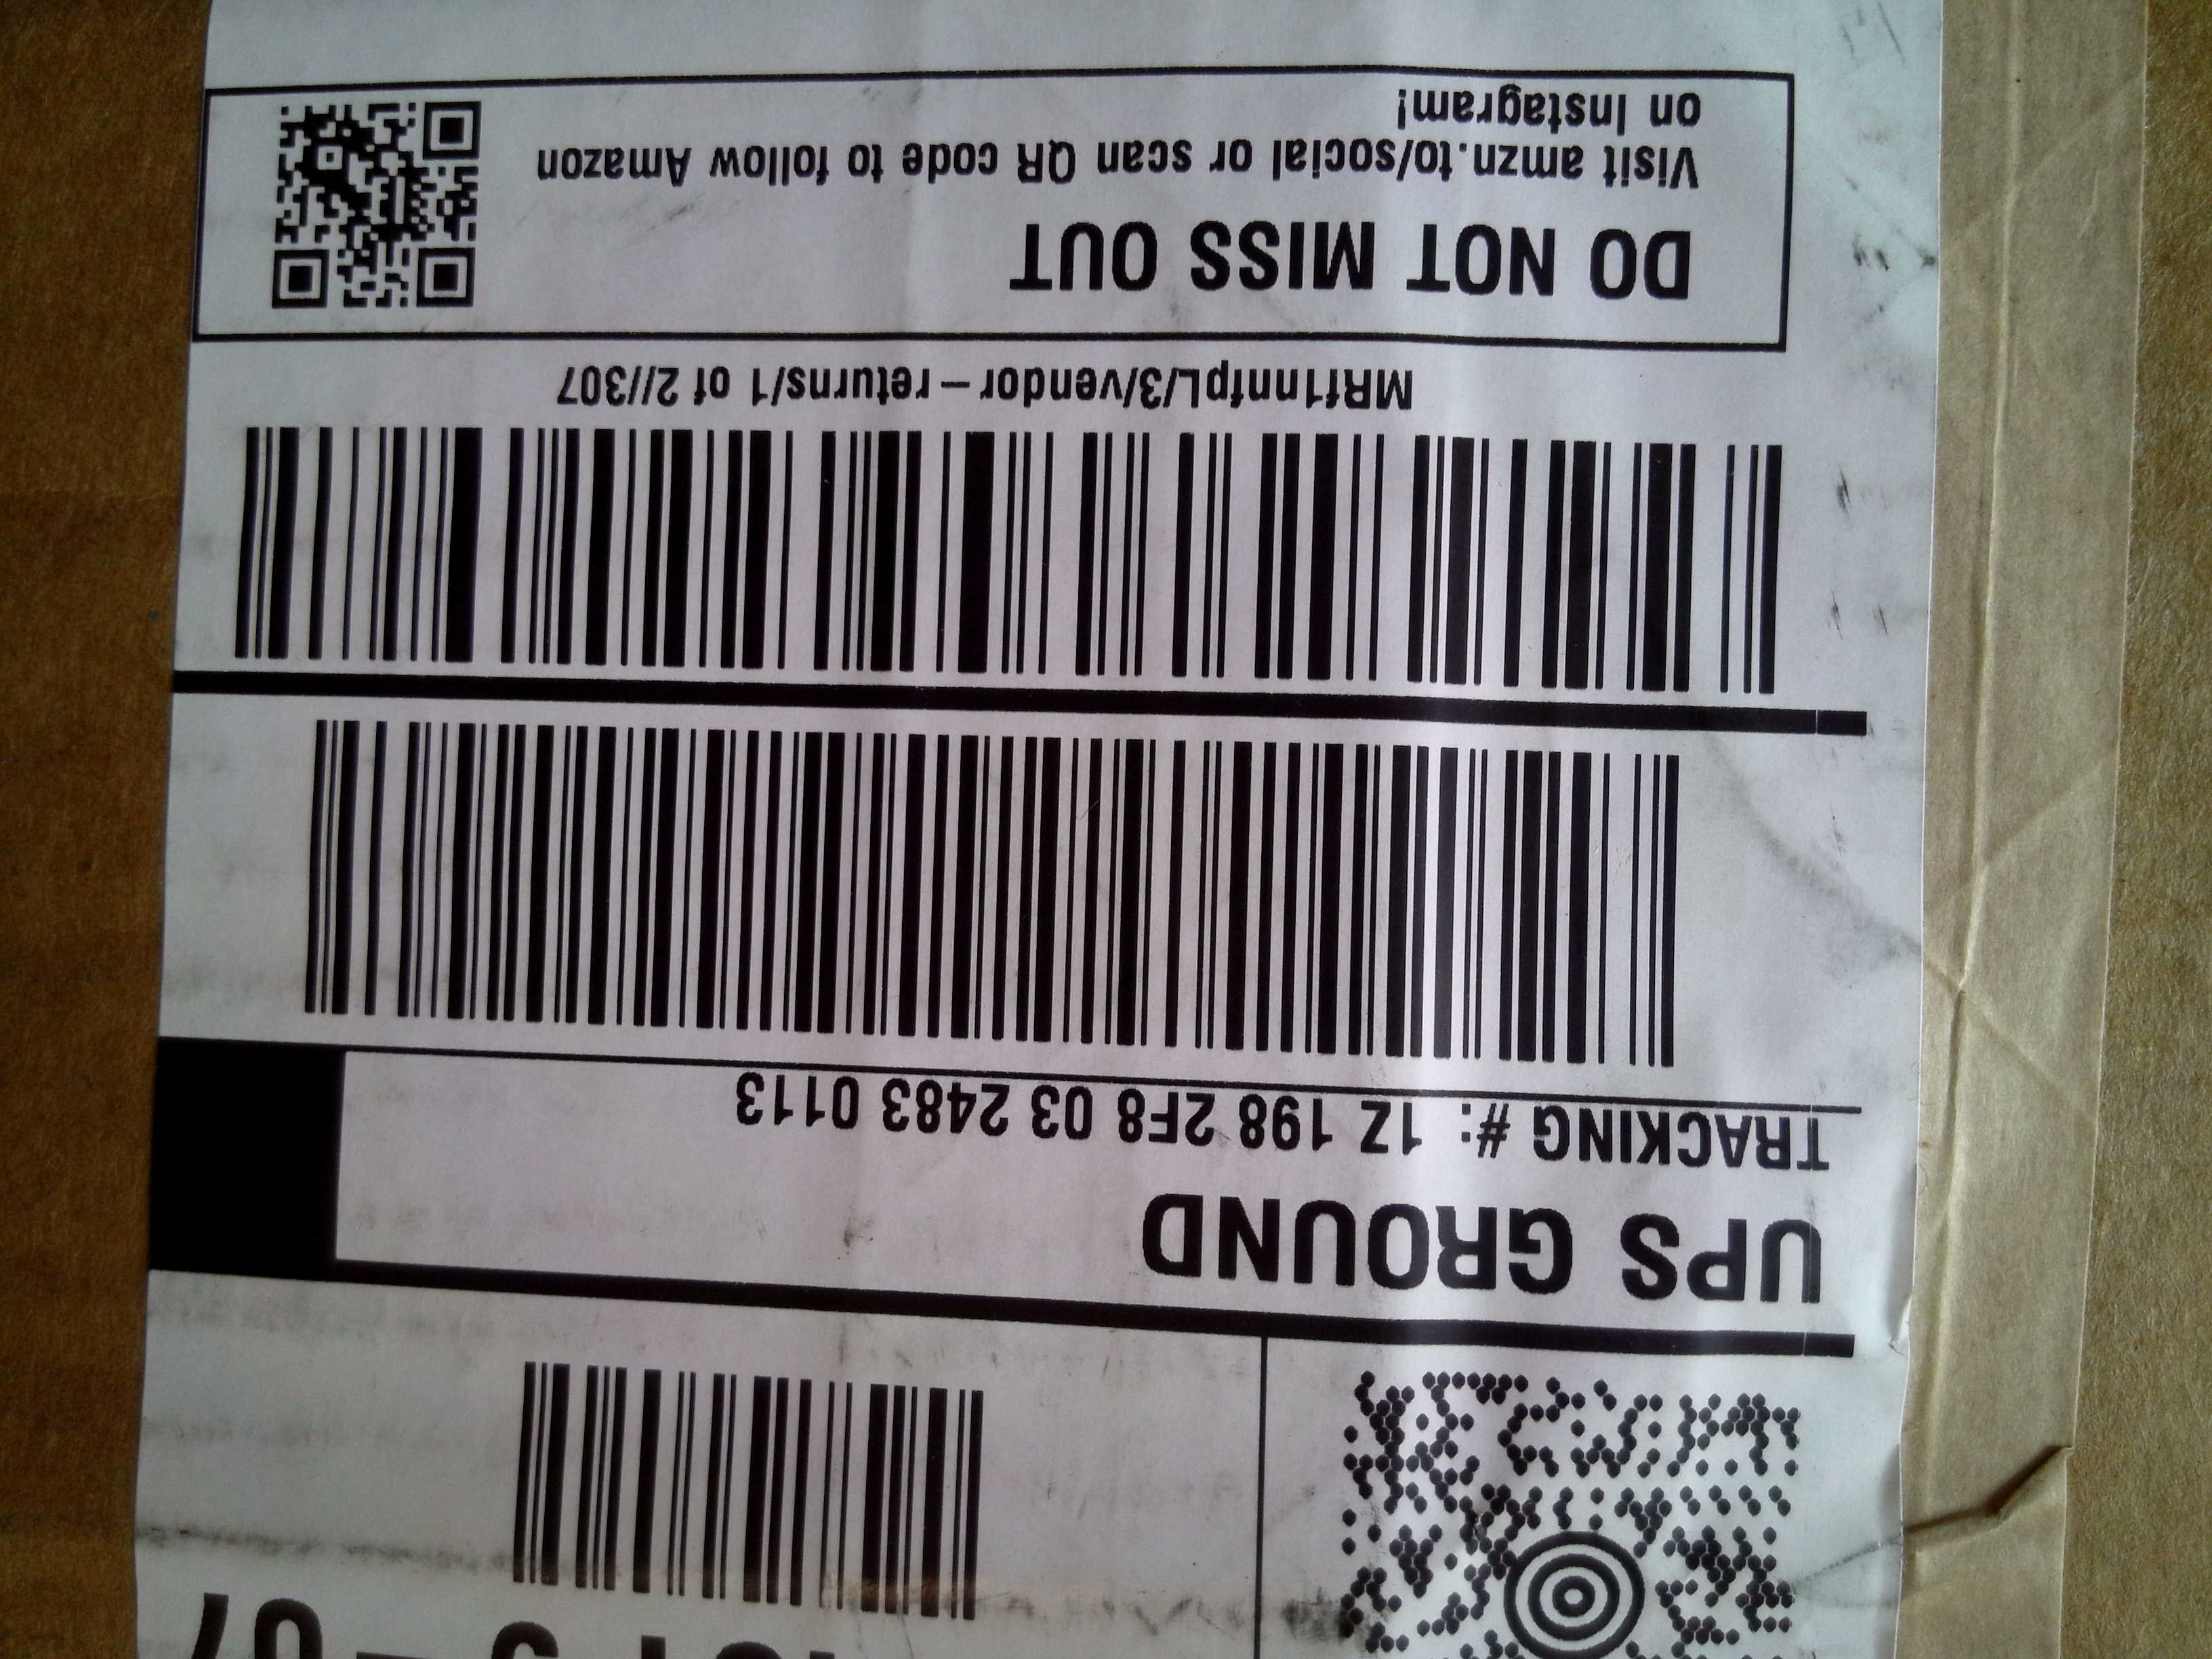 UPS GROUND
TRACKING #: 1Z 198 2F8 03 2483 0113
MRf1nnfpL/3/vendor-returns/1 of 2//307
DO NOT MISS OUT
Visit amzn.to/social or scan QR code to follow Amazon
on Instagram!